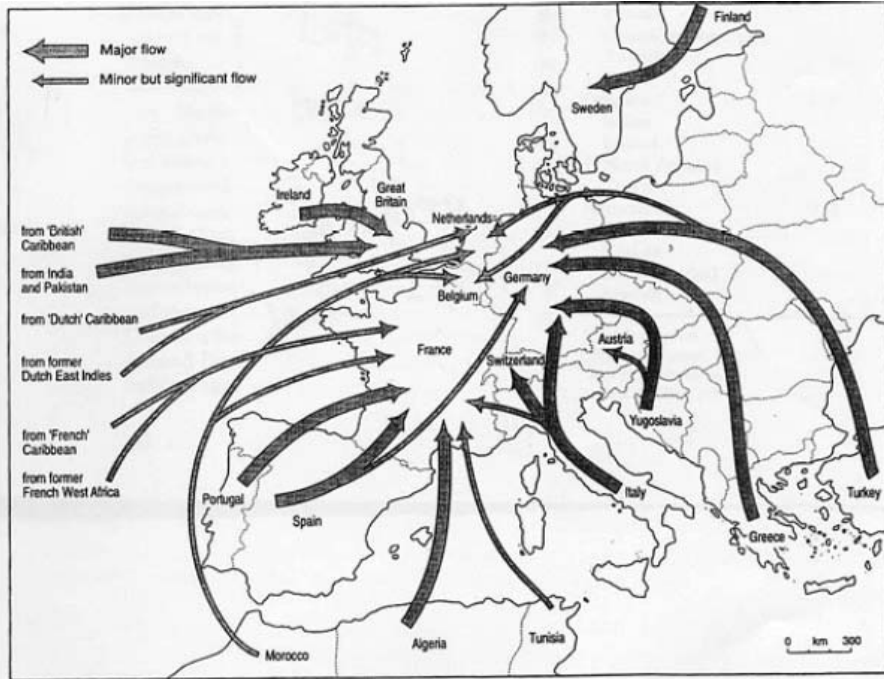 Major flow
Minor but significant flow
Finland
Sweden
Ireland
Great
Britain
Netherlands
from 'British'
Caribbean
from India
and Pakistan
Germany
Belgium
from 'Dutch' Caribbean
France
Austria
Switzerland
from former
Dutch East Indies
Yugoslavia
from 'French'
Caribbean
from former
French West Africa
Portugal
Spain
Italy
Turkey
Greece
Algeria
Tunisia
Morocco
0 km 300